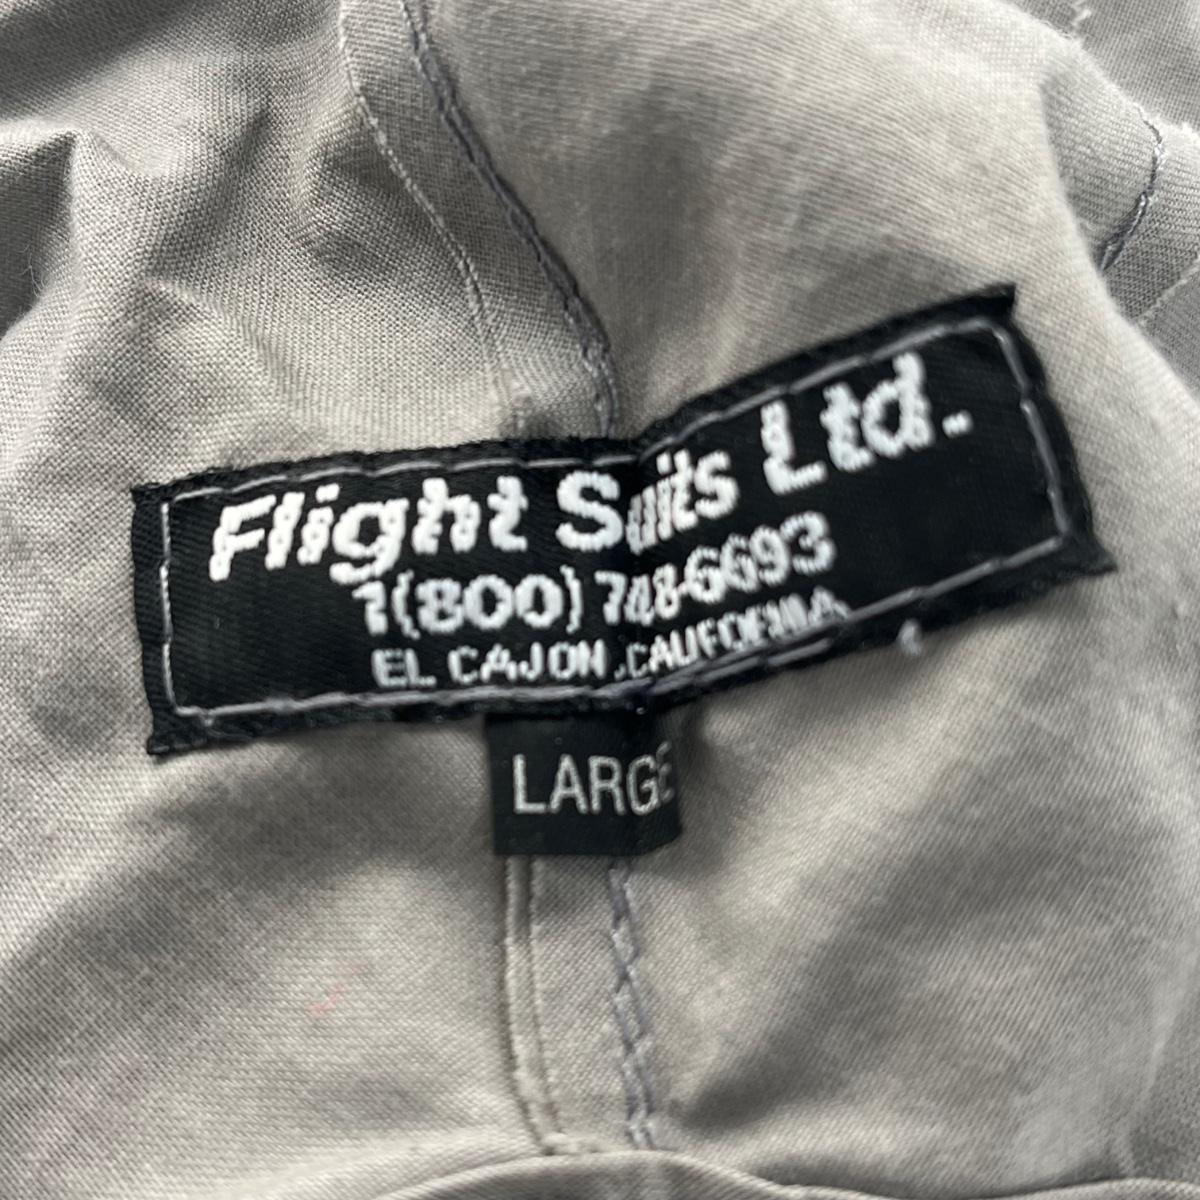 Flight Suits Ltd.
1(800) 748-6693
EL CAJON, CALIFORNIA
LARGE